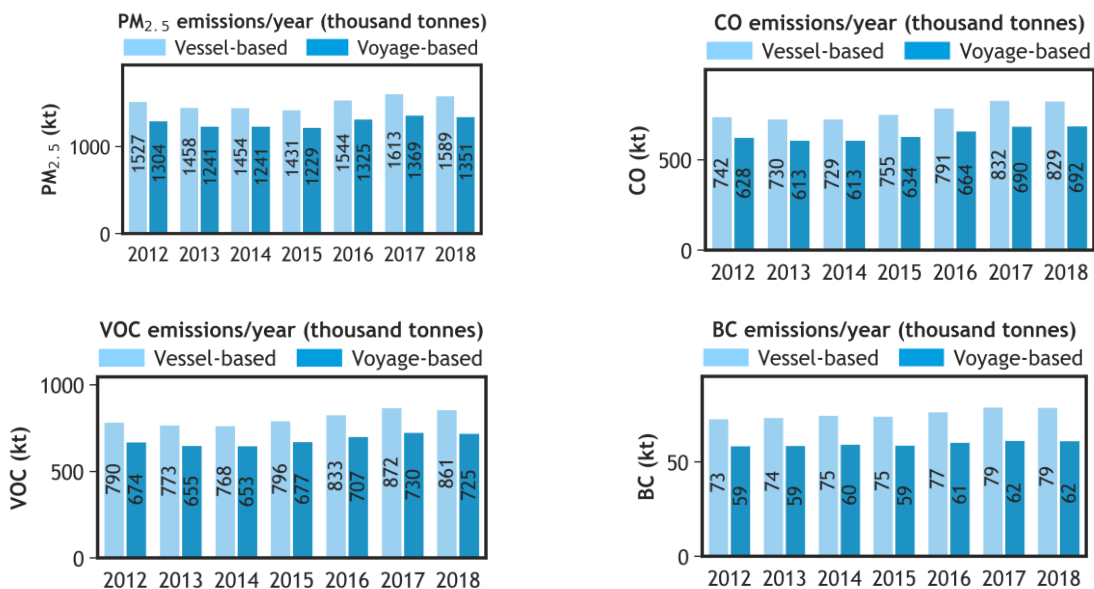 PM2.5 emissions/year (thousand tonnes)
Vessel-based Voyage-based
PM2.5 (kt)
1000
0
1527 1304 1458 1241 1454 1241 1431 1229 1544 1325 1613 1369 1589 1351
2012 2013 2014 2015 2016 2017 2018
CO emissions/year (thousand tonnes)
Vessel-based Voyage-based
CO (kt)
500
0
742 628 730 613 729 613 755 634 791 664 832 690 829 692
2012 2013 2014 2015 2016 2017 2018
VOC emissions/year (thousand tonnes)
Vessel-based Voyage-based
VOC (kt)
1000
500
0
790 674 773 655 768 653 796 677 833 707 872 730 861 725
2012 2013 2014 2015 2016 2017 2018
BC emissions/year (thousand tonnes)
Vessel-based Voyage-based
BC (kt)
50
0
73 59 74 59 75 60 75 59 77 61 79 62 79 62
2012 2013 2014 2015 2016 2017 2018